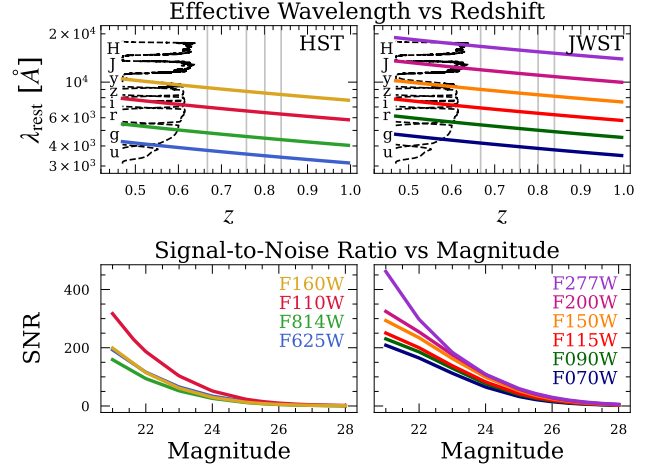 Effective Wavelength vs Redshift
HST
JWST
λrest [Å]
2 × 10⁴
10⁴
6 × 10³
4 × 10³
3 × 10³
H
J
y
z
i
r
g
u
H
J
y
z
i
r
g
u
0.5 0.6 0.7 0.8 0.9 1.0
0.5 0.6 0.7 0.8 0.9 1.0
z
z
Signal-to-Noise Ratio vs Magnitude
SNR
400
200
0
F160W
F110W
F814W
F625W
F277W
F200W
F150W
F115W
F090W
F070W
22 24 26 28
22 24 26 28
Magnitude
Magnitude